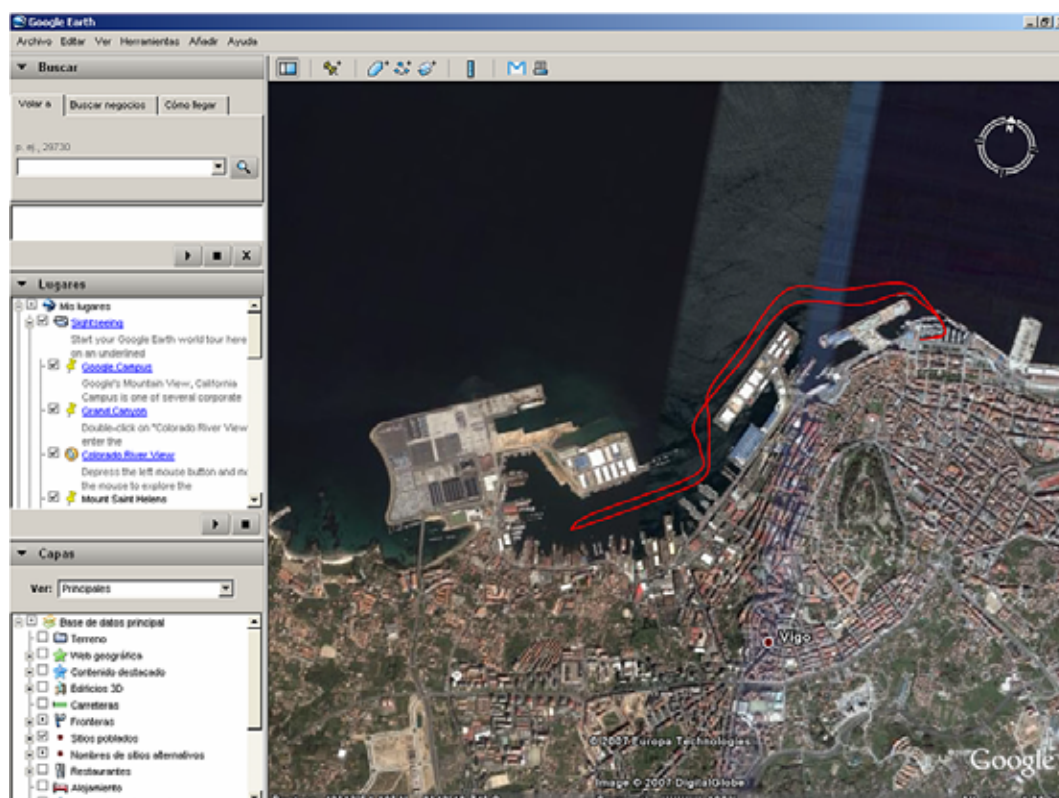 Google Earth
Archivo Editar Ver Herramientas Añadir Ayuda
Buscar
Volar a Buscar negocios Cómo llegar
p. ej., 29730
Lugares
Mis lugares
Sightseeing
Start your Google Earth world tour here
on an underlined
Google Campus
Google's Mountain View, California
Campus is one of several corporate
Grand Canyon
Double-click on "Colorado River View
enter the
Colorado River View
Depress the left mouse button and mo
the mouse to explore the
Mount Saint Helens
Capas
Ver: Principales
Base de datos principal
Terreno
Web geográfica
Contenido destacado
Edificios 3D
Carreteras
Fronteras
Sitios poblados
Nombres de sitios alternativos
Restaurantes
Alojamiento
N
Vigo
© 2007 Europa Technologies
Image © 2007 DigitalGlobe
Google